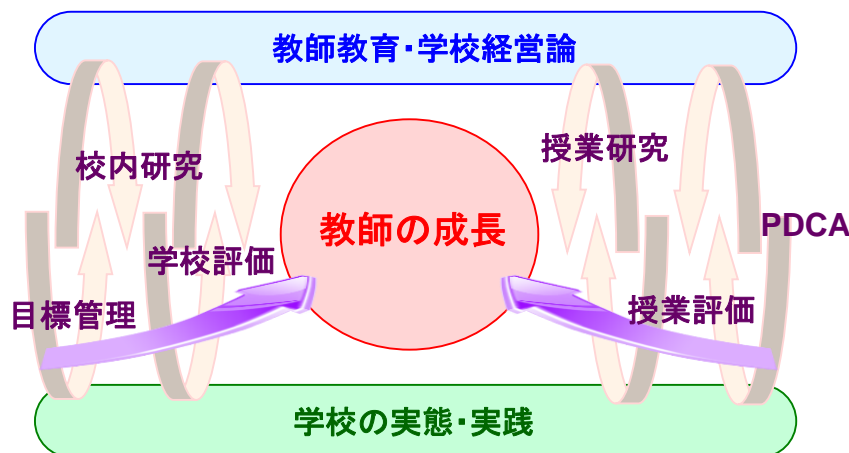 教師教育・学校経営論
校内研究
授業研究
教師の成長
PDCA
学校評価
目標管理
授業評価
学校の実態・実践